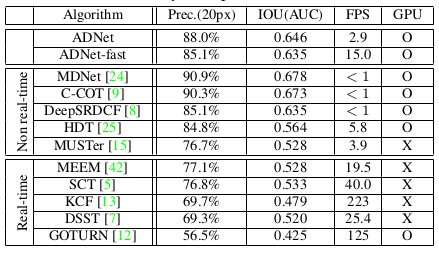 Algorithm Prec.(20px) IOU(AUC) FPS GPU
ADNet 88.0% 0.646 2.9 O
ADNet-fast 85.1% 0.635 15.0 O
Non real-time
MDNet [24] 90.9% 0.678 < 1 O
C-COT [9] 90.3% 0.673 < 1 O
DeepSRDCF [8] 85.1% 0.635 < 1 O
HDT [25] 84.8% 0.564 5.8 O
MUSTer [15] 76.7% 0.528 3.9 X
Real-time
MEEM [42] 77.1% 0.528 19.5 X
SCT [5] 76.8% 0.533 40.0 X
KCF [13] 69.7% 0.479 223 X
DSST [7] 69.3% 0.520 25.4 X
GOTURN [12] 56.5% 0.425 125 O